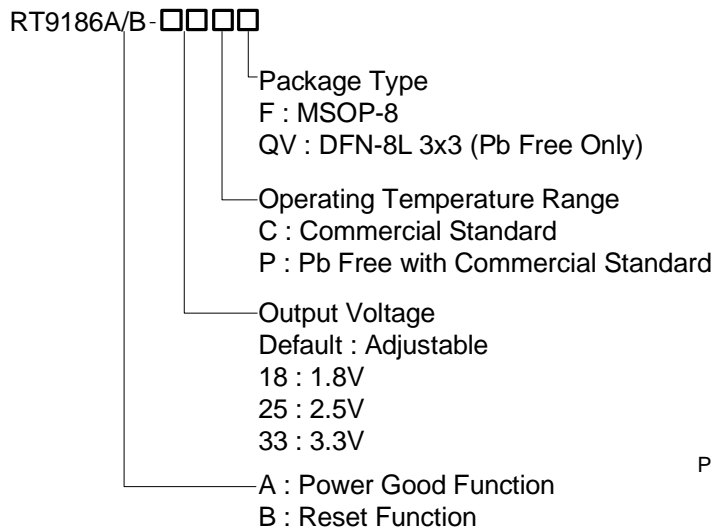 RT9186A/B-□□□□
Package Type
F : MSOP-8
QV : DFN-8L 3x3 (Pb Free Only)
Operating Temperature Range
C : Commercial Standard
P : Pb Free with Commercial Standard
Output Voltage
Default : Adjustable
18 : 1.8V
25 : 2.5V
33 : 3.3V
P
A : Power Good Function
B : Reset Function